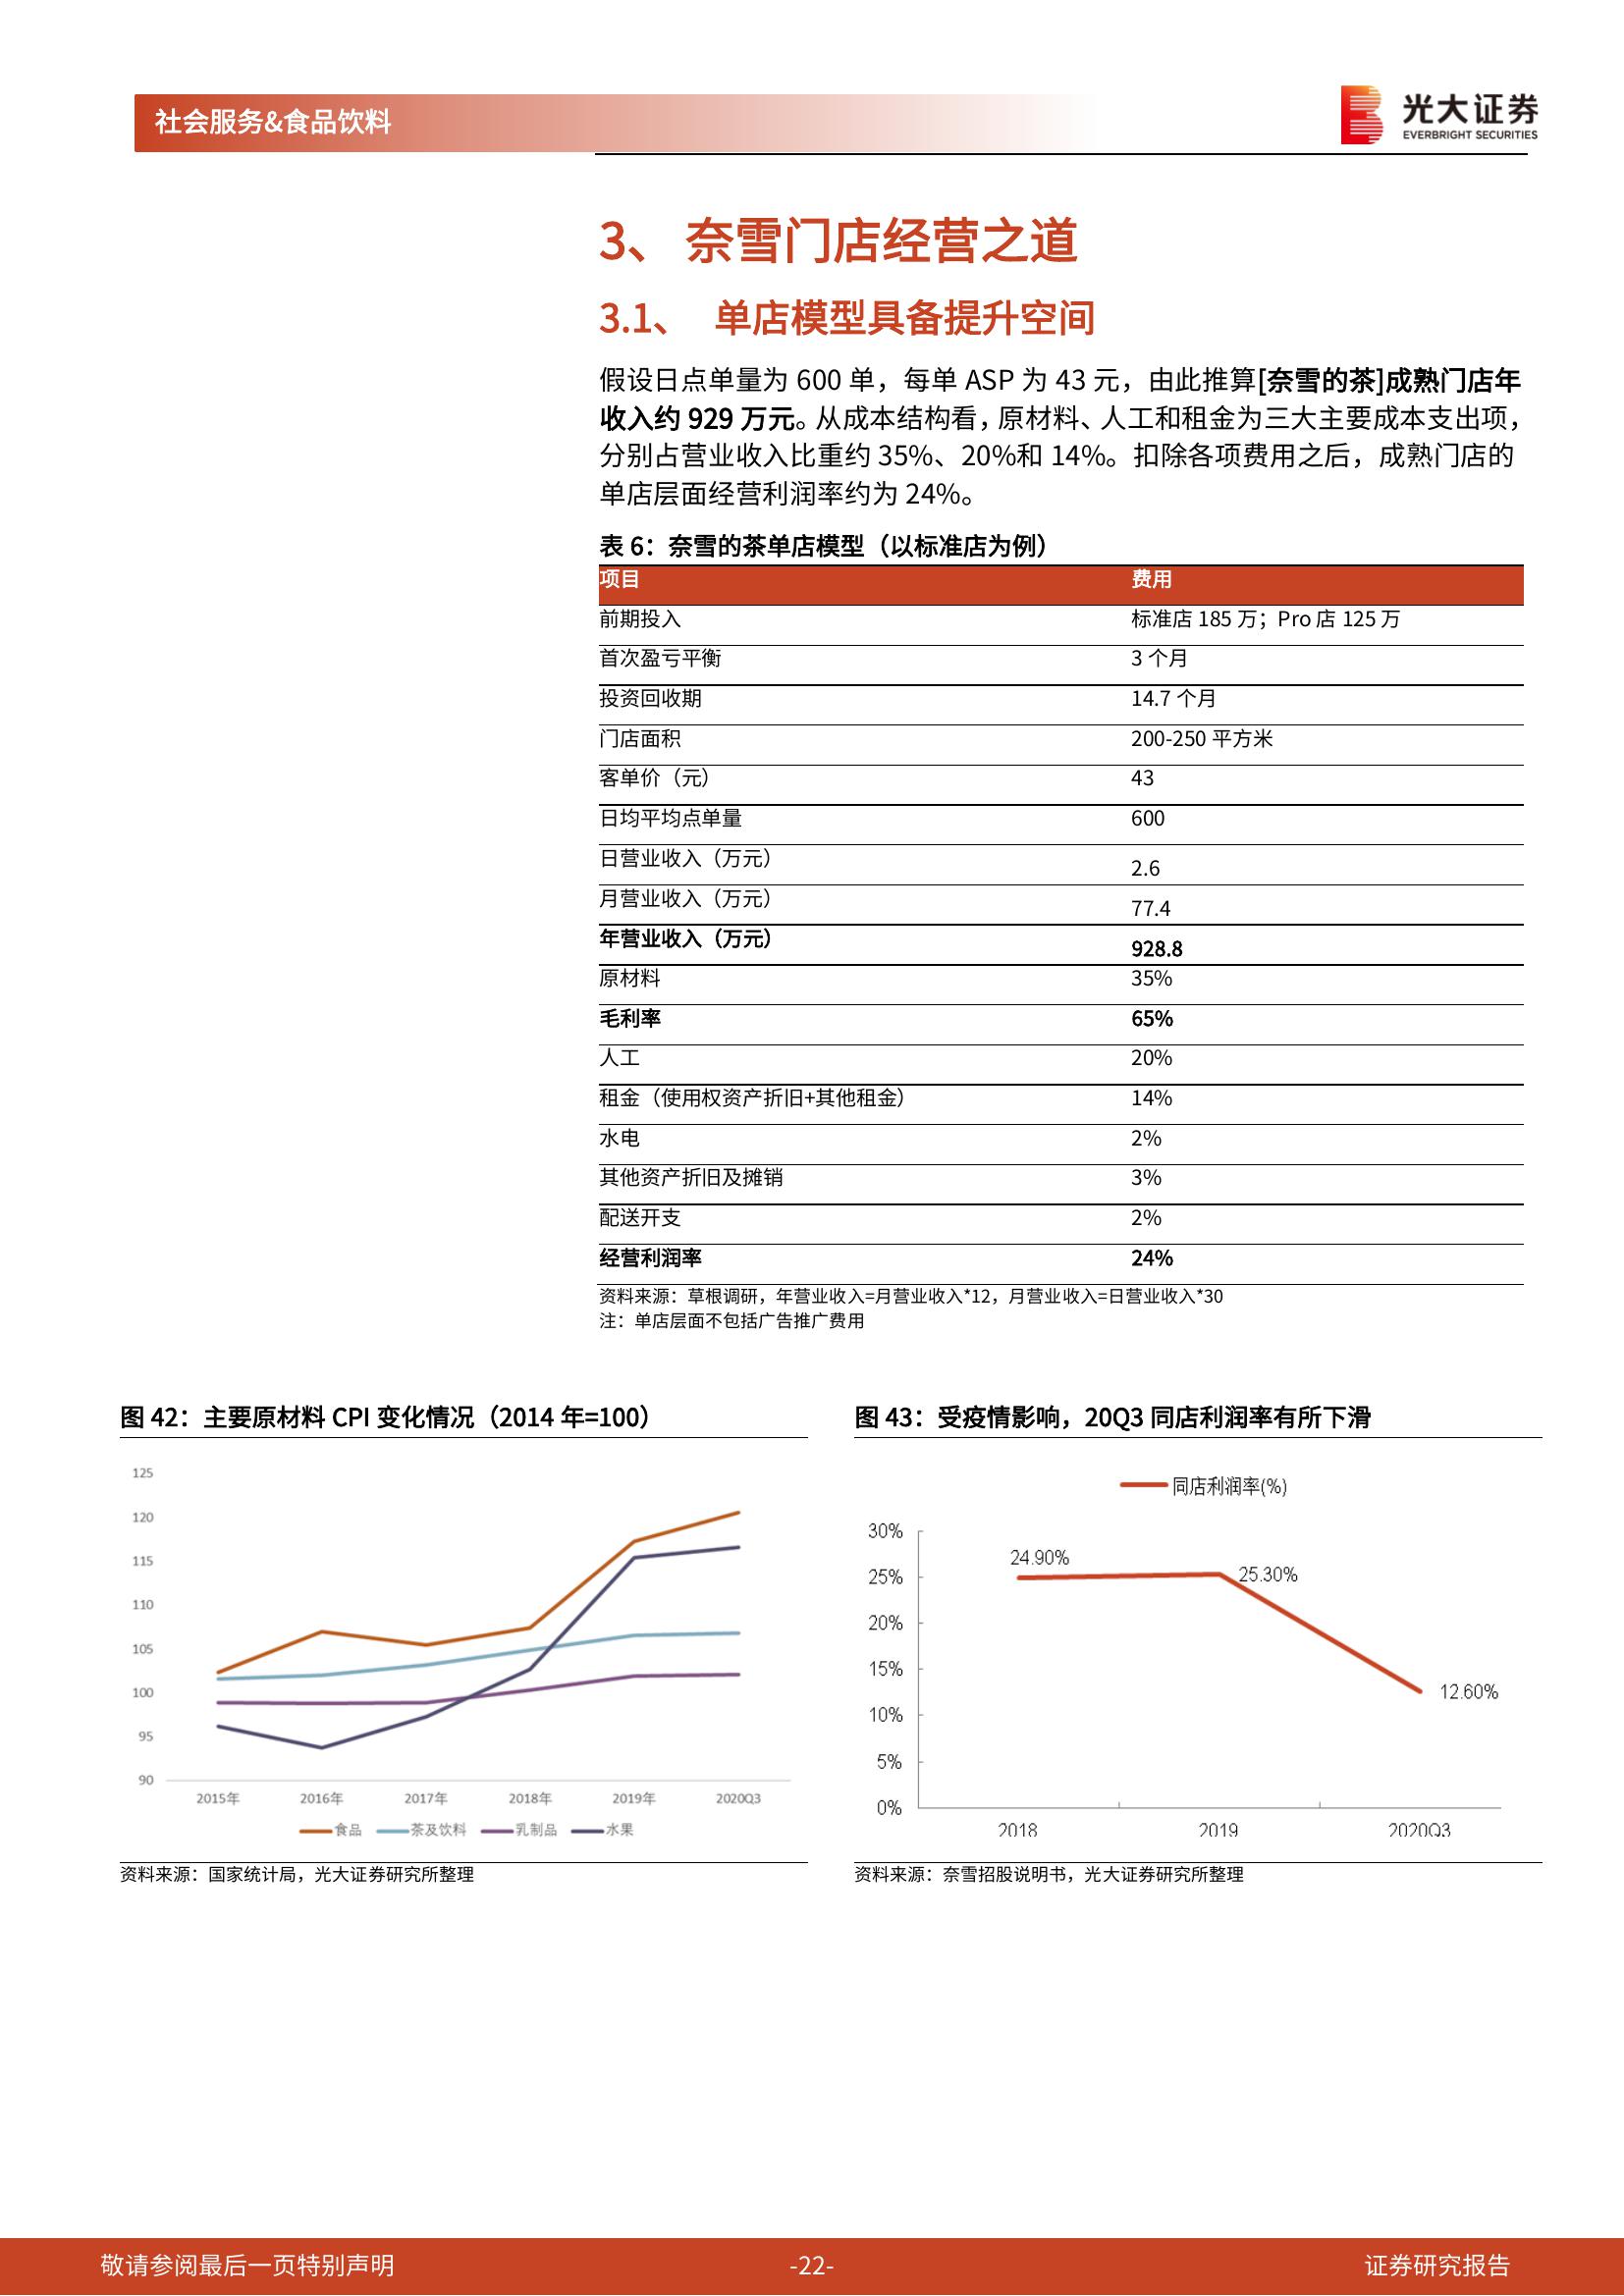 社会服务&食品饮料
光大证券
EVERBRIGHT SECURITIES
3、 奈雪门店经营之道
3.1、 单店模型具备提升空间
假设日点单量为 600 单，每单 ASP 为 43 元，由此推算[奈雪的茶]成熟门店年
收入约 929 万元。从成本结构看，原材料、人工和租金为三大主要成本支出项，
分别占营业收入比重约 35%、20%和 14%。扣除各项费用之后，成熟门店的
单店层面经营利润率约为 24%。
表 6：奈雪的茶单店模型（以标准店为例）
项目 费用
前期投入 标准店 185 万；Pro 店 125 万
首次盈亏平衡 3 个月
投资回收期 14.7 个月
门店面积 200-250 平方米
客单价（元） 43
日均平均点单量 600
日营业收入（万元） 2.6
月营业收入（万元） 77.4
年营业收入（万元） 928.8
原材料 35%
毛利率 65%
人工 20%
租金（使用权资产折旧+其他租金） 14%
水电 2%
其他资产折旧及摊销 3%
配送开支 2%
经营利润率 24%
资料来源：草根调研，年营业收入=月营业收入*12，月营业收入=日营业收入*30
注：单店层面不包括广告推广费用
图 42：主要原材料 CPI 变化情况（2014 年=100）
125
120
115
110
105
100
95
90
2015年 2016年 2017年 2018年 2019年 2020Q3
食品 茶及饮料 乳制品 水果
资料来源：国家统计局，光大证券研究所整理
图 43：受疫情影响，20Q3 同店利润率有所下滑
同店利润率(%)
30%
25%
20%
15%
10%
5%
0%
24.90%
25.30%
12.60%
2018 2019 2020Q3
资料来源：奈雪招股说明书，光大证券研究所整理
敬请参阅最后一页特别声明 -22- 证券研究报告